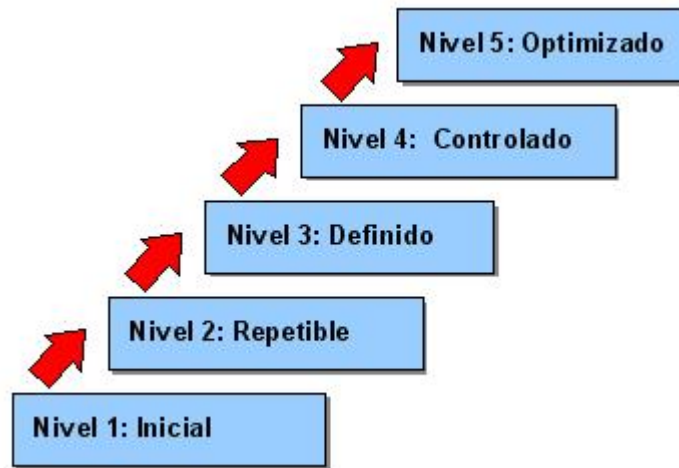 Nivel 5: Optimizado
Nivel 4: Controlado
Nivel 3: Definido
Nivel 2: Repetible
Nivel 1: Inicial